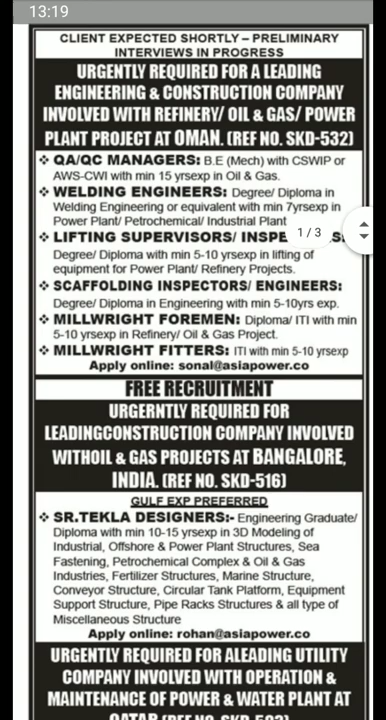 13:19
CLIENT EXPECTED SHORTLY – PRELIMINARY
INTERVIEWS IN PROGRESS
URGENTLY REQUIRED FOR A LEADING
ENGINEERING & CONSTRUCTION COMPANY
INVOLVED WITH REFINERY/ OIL & GAS/ POWER
PLANT PROJECT AT OMAN. (REF NO. SKD-532)
❖ QA/QC MANAGERS: B.E (Mech) with CSWIP or
AWS-CWI with min 15 yrsexp in Oil & Gas.
❖ WELDING ENGINEERS: Degree/ Diploma in
Welding Engineering or equivalent with min 7yrsexp in
Power Plant/ Petrochemical/ Industrial Plant
❖ LIFTING SUPERVISORS/ INSPE
1 / 3
Degree/ Diploma with min 5-10 yrsexp in lifting of
equipment for Power Plant/ Refinery Projects.
❖ SCAFFOLDING INSPECTORS/ ENGINEERS:
Degree/ Diploma in Engineering with min 5-10yrs exp.
❖ MILLWRIGHT FOREMEN: Diploma/ ITI with min
5-10 yrsexp in Refinery/ Oil & Gas Project.
❖ MILLWRIGHT FITTERS: ITI with min 5-10 yrsexp
Apply online: sonal@asiapower.co
FREE RECRUITMENT
URGERNTLY REQUIRED FOR
LEADINGCONSTRUCTION COMPANY INVOLVED
WITHOIL & GAS PROJECTS AT BANGALORE,
INDIA. (REF NO. SKD-516)
GULF EXP PREFERRED
❖ SR.TEKLA DESIGNERS:- Engineering Graduate/
Diploma with min 10-15 yrsexp in 3D Modeling of
Industrial, Offshore & Power Plant Structures, Sea
Fastening, Petrochemical Complex & Oil & Gas
Industries, Fertilizer Structures, Marine Structure,
Conveyor Structure, Circular Tank Platform, Equipment
Support Structure, Pipe Racks Structures & all type of
Miscellaneous Structure
Apply online: rohan@asiapower.co
URGENTLY REQUIRED FOR ALEADING UTILITY
COMPANY INVOLVED WITH OPERATION &
MAINTENANCE OF POWER & WATER PLANT AT